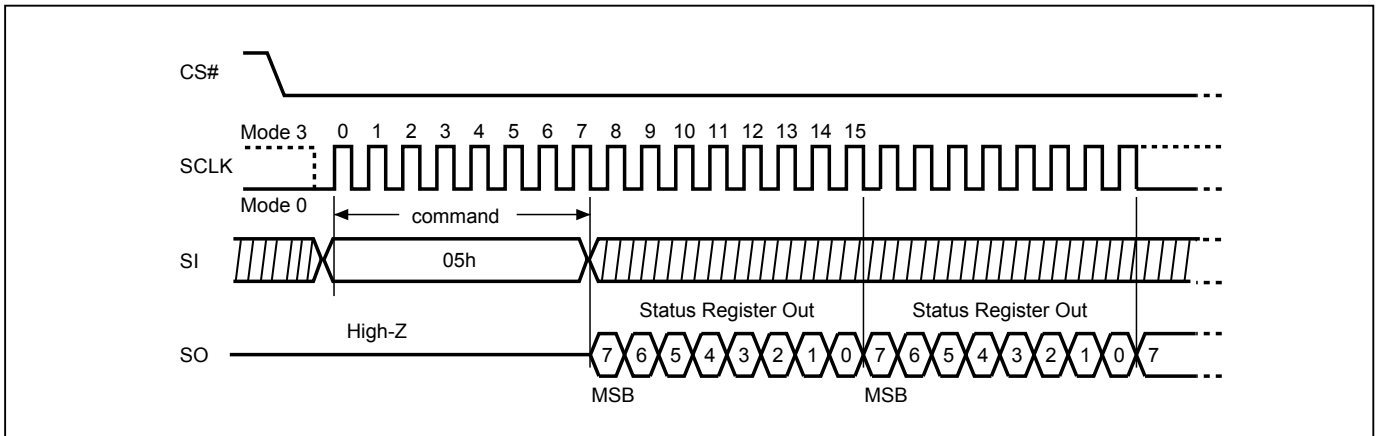 CS#
Mode 3 0 1 2 3 4 5 6 7 8 9 10 11 12 13 14 15
SCLK
Mode 0
command
SI 05h
Status Register Out Status Register Out
High-Z
SO 7 6 5 4 3 2 1 0 7 6 5 4 3 2 1 0 7
MSB MSB